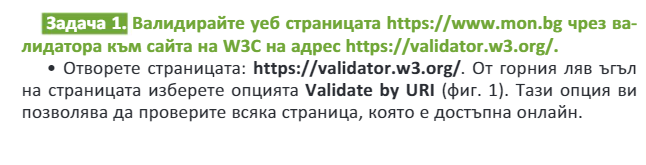 Задача 1. Валидирайте уеб страницата https://www.mon.bg чрез ва-
лидатора към сайта на W3C на адрес https://validator.w3.org/.
• Отворете страницата: https://validator.w3.org/. От горния ляв ъгъл
на страницата изберете опцията Validate by URI (фиг. 1). Тази опция ви
позволява да проверите всяка страница, която е достъпна онлайн.